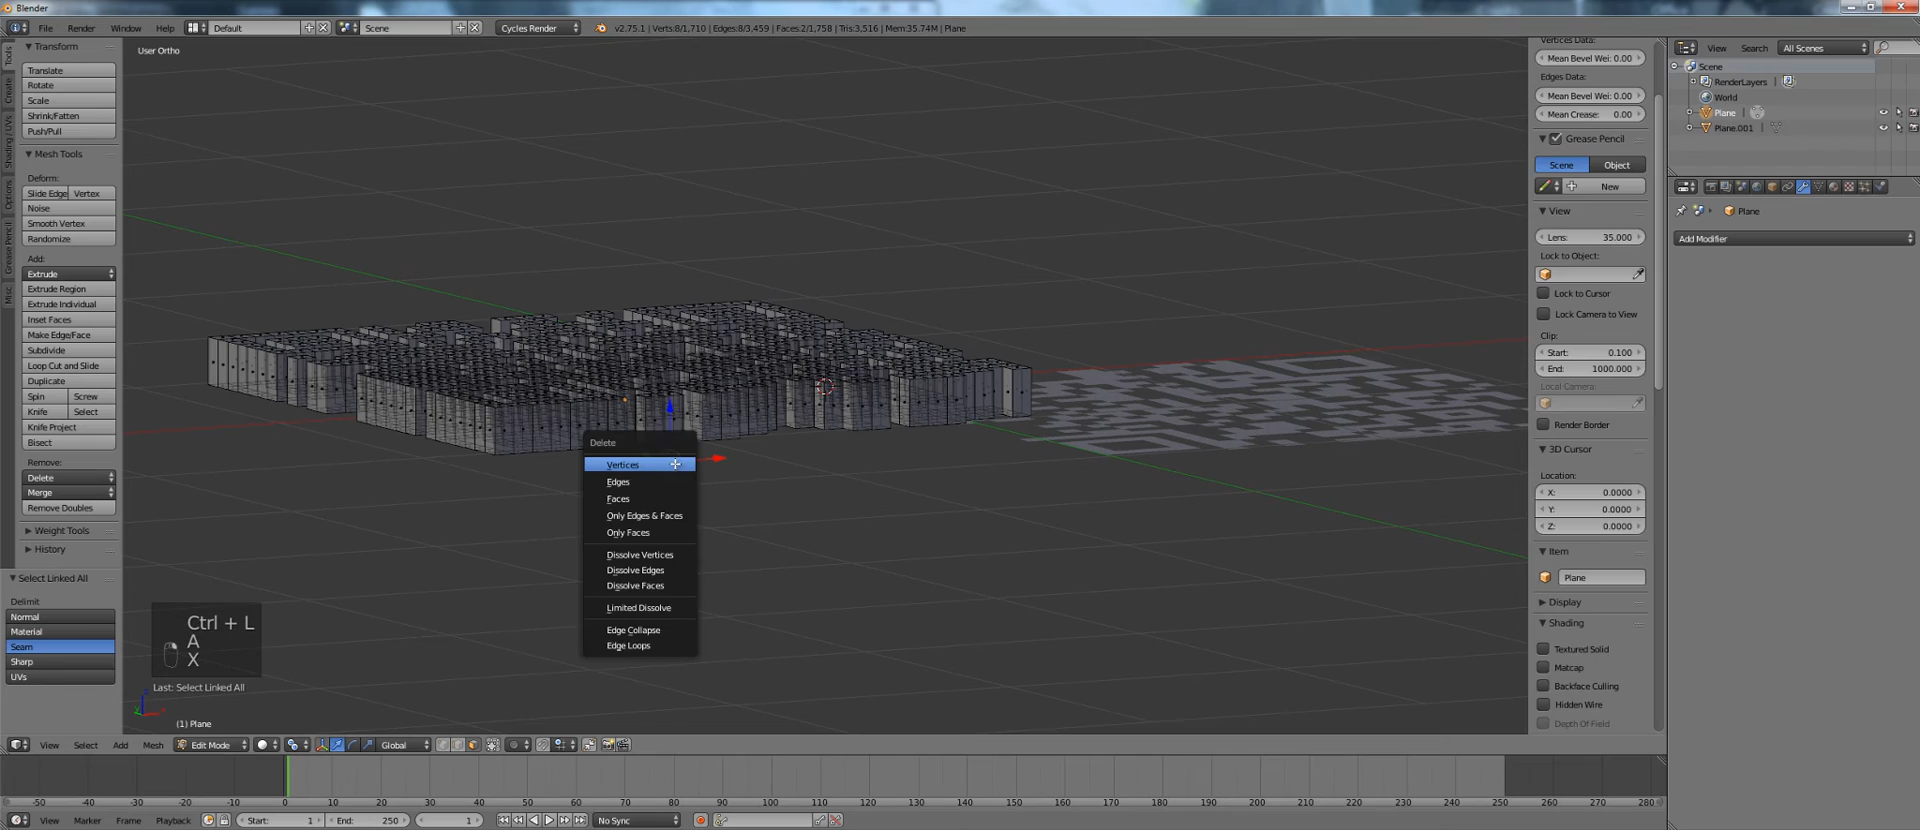 Blender
File Render Window Help Default Scene Cycles Render v2.75.1 | Verts:8/1,710 | Edges:8/3,459 | Faces:2/1,758 | Tris:3,516 | Mem:35.74M | Plane
Tools
Create
Shading / UVs
Options
Grease Pencil
Misc
Transform
Translate
Rotate
Scale
Shrink/Fatten
Push/Pull
Mesh Tools
Deform:
Slide Edge Vertex
Noise
Smooth Vertex
Randomize
Add:
Extrude
Extrude Region
Extrude Individual
Inset Faces
Make Edge/Face
Subdivide
Loop Cut and Slide
Duplicate
Spin Screw
Knife Select
Knife Project
Bisect
Remove:
Delete
Merge
Remove Doubles
Weight Tools
History
Select Linked All
Delimit
Normal
Material
Seam
Sharp
UVs
User Ortho
Delete
Vertices
Edges
Faces
Only Edges & Faces
Only Faces
Dissolve Vertices
Dissolve Edges
Dissolve Faces
Limited Dissolve
Edge Collapse
Edge Loops
Ctrl + L
A
X
Last: Select Linked All
(1) Plane
Vertices Data:
Mean Bevel Wei: 0.00
Edges Data:
Mean Bevel Wei: 0.00
Mean Crease: 0.00
Grease Pencil
Scene Object
New
View
Lens: 35.000
Lock to Object:
Lock to Cursor
Lock Camera to View
Clip:
Start: 0.100
End: 1000.000
Local Camera:
Render Border
3D Cursor
Location:
X: 0.0000
Y: 0.0000
Z: 0.0000
Item
Plane
Display
Shading
Textured Solid
Matcap
Backface Culling
Hidden Wire
Depth Of Field
View Search All Scenes
Scene
RenderLayers
World
Plane
Plane.001
Plane
Add Modifier
View Select Add Mesh Edit Mode Global
-50 -40 -30 -20 -10 0 10 20 30 40 50 60 70 80 90 100 110 120 130 140 150 160 170 180 190 200 210 220 230 240 250 260 270 280
View Marker Frame Playback Start: 1 End: 250 1 No Sync